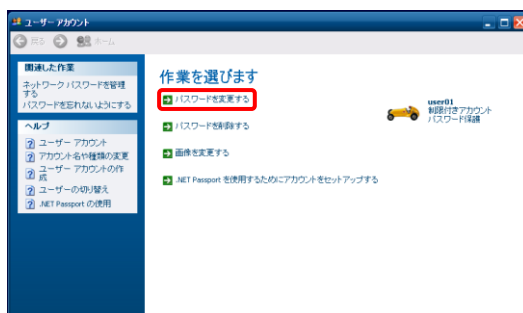 ユーザー アカウント
戻る ホーム
関連した作業
ネットワーク パスワードを管理
する
パスワードを忘れないようにする
ヘルプ
ユーザー アカウント
アカウント名や種類の変更
ユーザー アカウントの作
成
ユーザーの切り替え
.NET Passport の使用
作業を選びます
パスワードを変更する
パスワードを削除する
画像を変更する
.NET Passport を使用するためにアカウントをセットアップする
user01
制限付きアカウント
パスワード保護